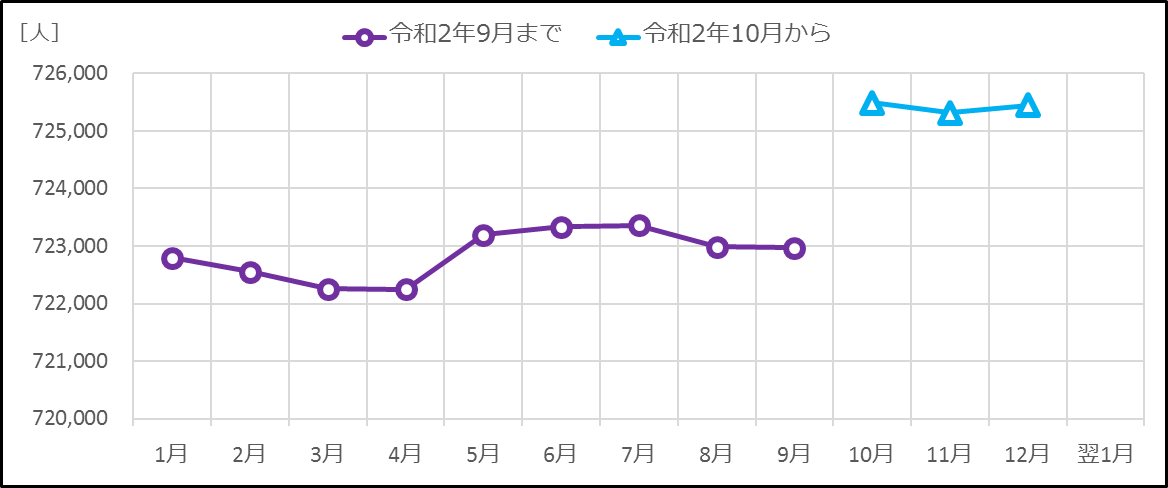 [人]
令和2年9月まで 令和2年10月から
726,000
725,000
724,000
723,000
722,000
721,000
720,000
1月 2月 3月 4月 5月 6月 7月 8月 9月 10月 11月 12月 翌1月